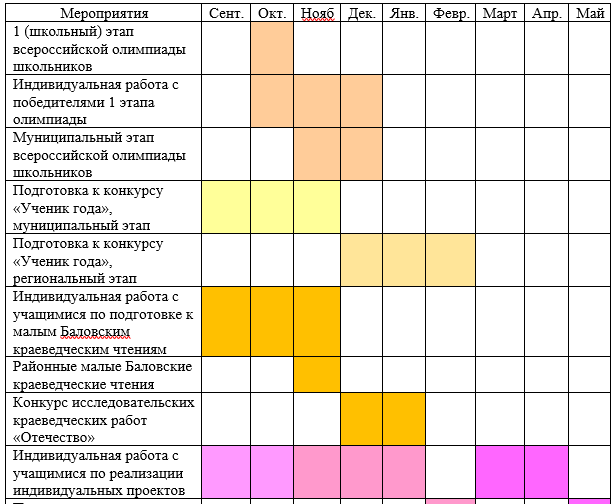 Мероприятия Сент. Окт. Нояб Дек. Янв. Февр. Март Апр. Май
1 (школьный) этап
всероссийской олимпиады
школьников
Индивидуальная работа с
победителями 1 этапа
олимпиады
Муниципальный этап
всероссийской олимпиады
школьников
Подготовка к конкурсу
«Ученик года»,
муниципальный этап
Подготовка к конкурсу
«Ученик года»,
региональный этап
Индивидуальная работа с
учащимися по подготовке к
малым Баловским
краеведческим чтениям
Районные малые Баловские
краеведческие чтения
Конкурс исследовательских
краеведческих работ
«Отечество»
Индивидуальная работа с
учащимися по реализации
индивидуальных проектов